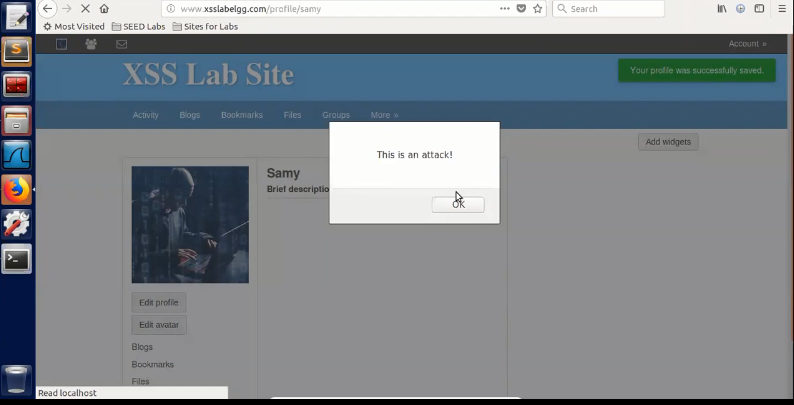 www.xsslabelgg.com/profile/samy
Search
Most Visited SEED Labs Sites for Labs
Account »
XSS Lab Site
Your profile was successfully saved.
Activity Blogs Bookmarks Files Groups More »
Add widgets
This is an attack!
OK
Samy
Brief descriptio
Edit profile
Edit avatar
Blogs
Bookmarks
Files
Read localhost